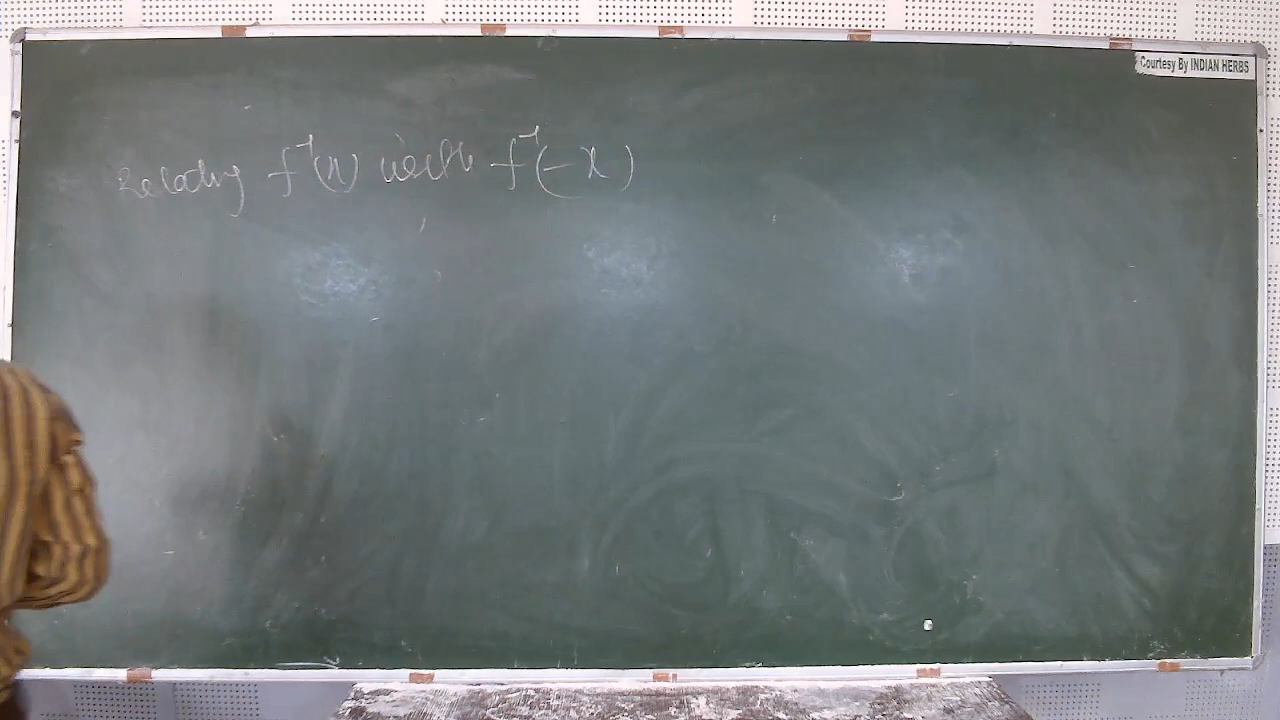 Courtesy By INDIAN HERBS
Relating f⁻¹(x) with f⁻¹(-x)